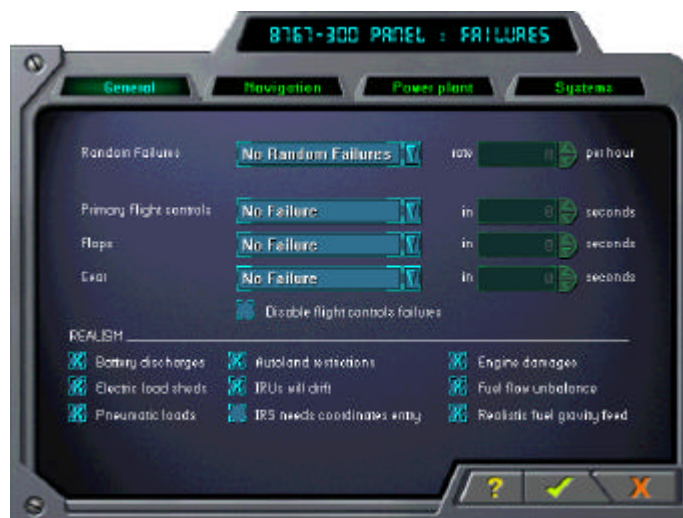 B767-300 PANEL : FAILURES
General Navigation Power plant Systems
Random Failures No Random Failures rate 0 per hour
Primary flight controls No Failure in 0 seconds
Flaps No Failure in 0 seconds
Gear No Failure in 0 seconds
Disable flight controls failures
REALISM
Battery discharges Autoland restrictions Engine damages
Electric load sheds IRUs will drift Fuel flow unbalance
Pneumatic loads IRS needs coordinates entry Realistic fuel gravity feed
?